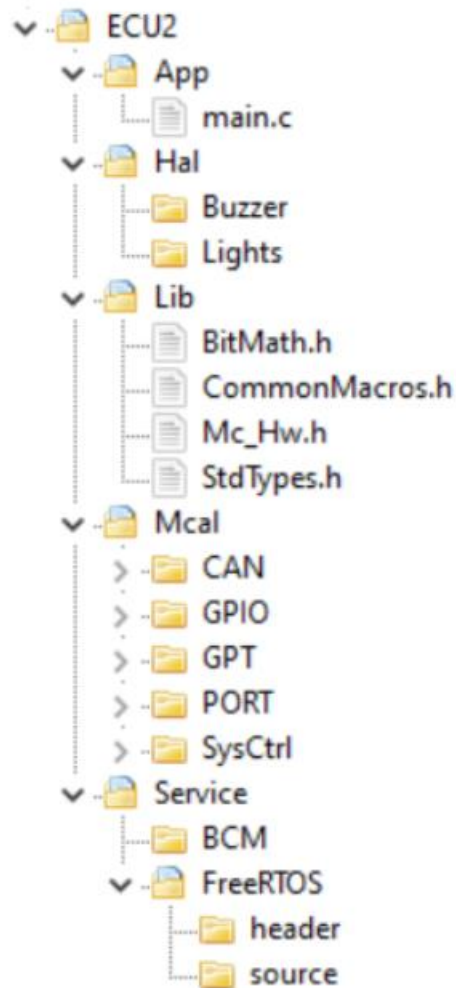 ECU2
App
main.c
Hal
Buzzer
Lights
Lib
BitMath.h
CommonMacros.h
Mc_Hw.h
StdTypes.h
Mcal
CAN
GPIO
GPT
PORT
SysCtrl
Service
BCM
FreeRTOS
header
source